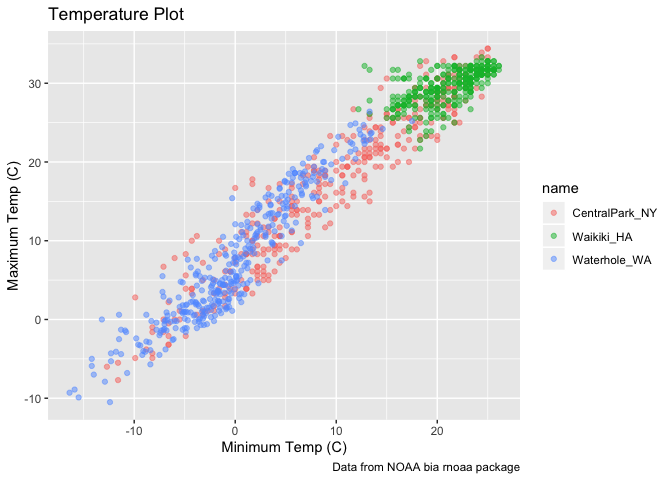 Temperature Plot
Maximum Temp (C)
30
20
10
0
-10
-10
0
10
20
Minimum Temp (C)
name
CentralPark_NY
Waikiki_HA
Waterhole_WA
Data from NOAA bia rnoaa package